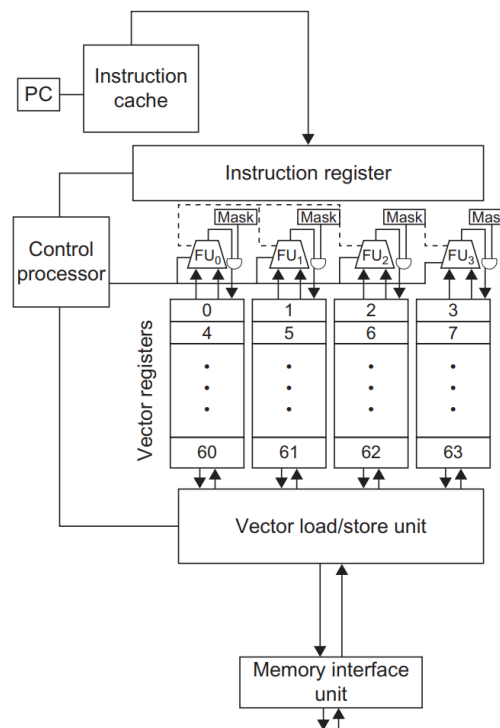 Instruction
cache
PC
Instruction register
Mask Mask Mask Mas
FU0 FU1 FU2 FU3
Control
processor
Vector registers
0 1 2 3
4 5 6 7
60 61 62 63
Vector load/store unit
Memory interface
unit